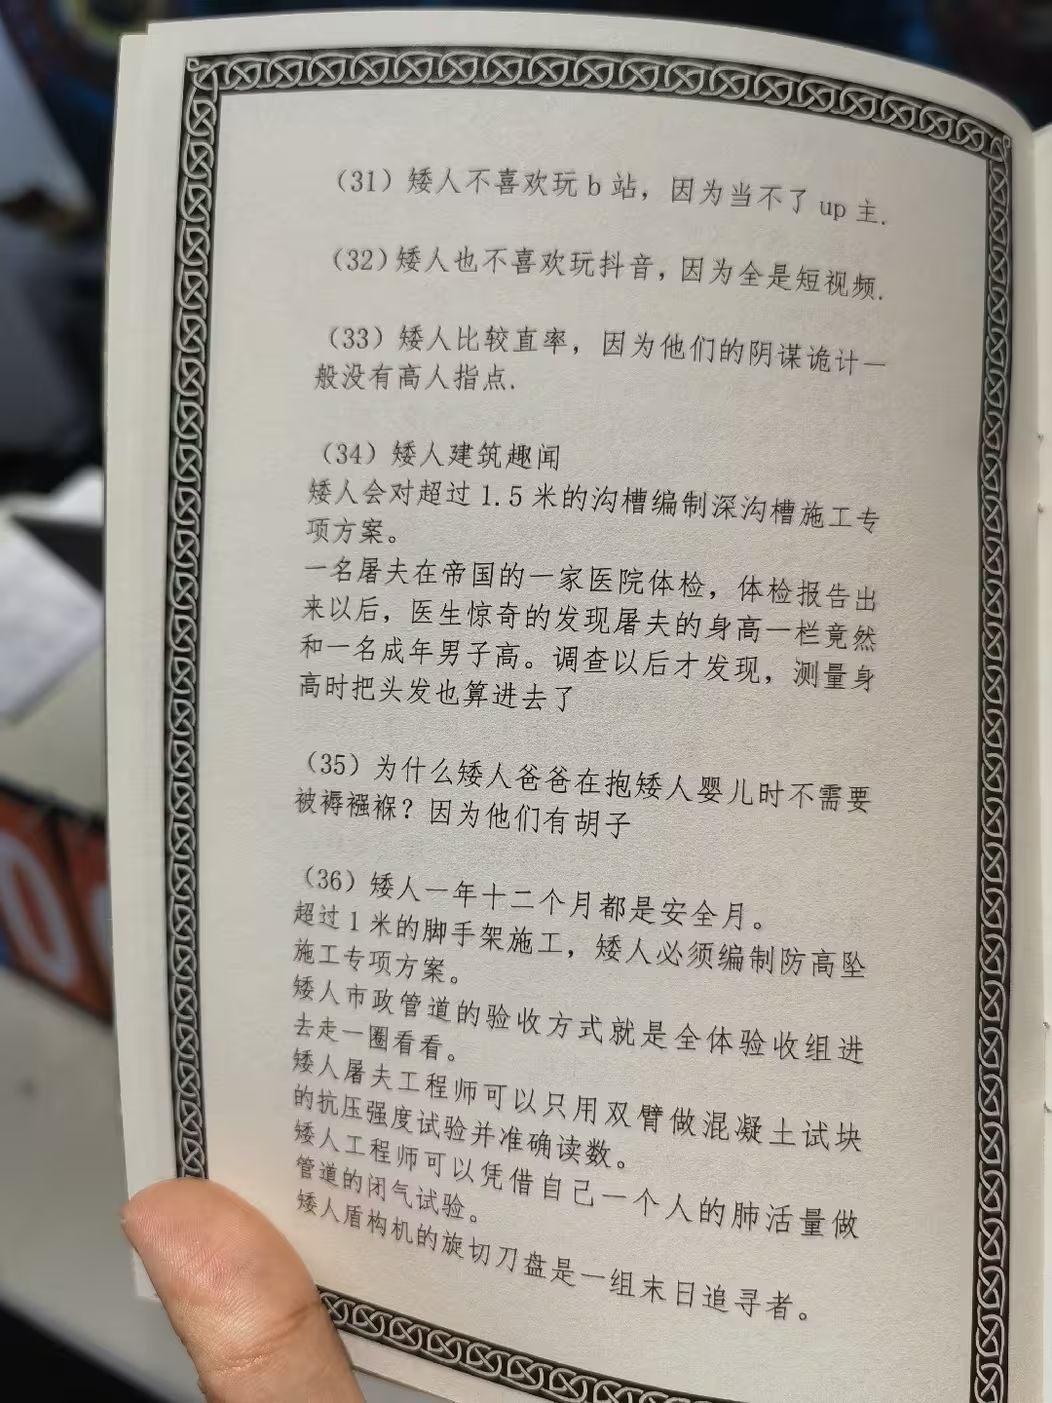 （31）矮人不喜欢玩 b 站，因为当不了 up 主.
（32）矮人也不喜欢玩抖音，因为全是短视频.
（33）矮人比较直率，因为他们的阴谋诡计一
般没有高人指点.
（34）矮人建筑趣闻
矮人会对超过 1.5 米的沟槽编制深沟槽施工专
项方案。
一名屠夫在帝国的一家医院体检，体检报告出
来以后，医生惊奇的发现屠夫的身高一栏竟然
和一名成年男子高。调查以后才发现，测量身
高时把头发也算进去了
（35）为什么矮人爸爸在抱矮人婴儿时不需要
被褥襁褓？因为他们有胡子
（36）矮人一年十二个月都是安全月。
超过 1 米的脚手架施工，矮人必须编制防高坠
施工专项方案。
矮人市政管道的验收方式就是全体验收组进
去走一圈看看。
矮人屠夫工程师可以只用双臂做混凝土试块
的抗压强度试验并准确读数。
矮人工程师可以凭借自己一个人的肺活量做
管道的闭气试验。
矮人盾构机的旋切刀盘是一组末日追寻者。